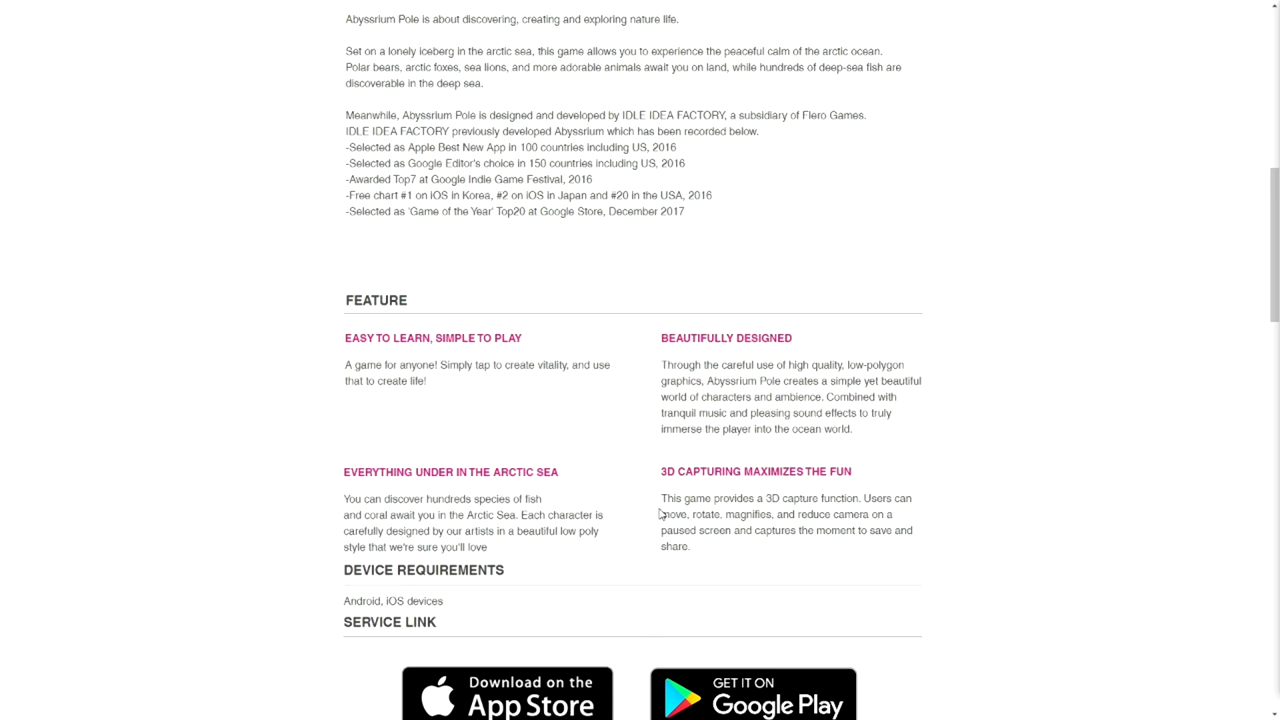 Abyssrium Pole is about discovering, creating and exploring nature life.
Set on a lonely iceberg in the arctic sea, this game allows you to experience the peaceful calm of the arctic ocean.
Polar bears, arctic foxes, sea lions, and more adorable animals await you on land, while hundreds of deep-sea fish are
discoverable in the deep sea.
Meanwhile, Abyssrium Pole is designed and developed by IDLE IDEA FACTORY, a subsidiary of Flero Games.
IDLE IDEA FACTORY previously developed Abyssrium which has been recorded below.
-Selected as Apple Best New App in 100 countries including US, 2016
-Selected as Google Editor's choice in 150 countries including US, 2016
-Awarded Top7 at Google Indie Game Festival, 2016
-Free chart #1 on iOS in Korea, #2 on iOS in Japan and #20 in the USA, 2016
-Selected as 'Game of the Year' Top20 at Google Store, December 2017
FEATURE
EASY TO LEARN, SIMPLE TO PLAY
A game for anyone! Simply tap to create vitality, and use
that to create life!
BEAUTIFULLY DESIGNED
Through the careful use of high quality, low-polygon
graphics, Abyssrium Pole creates a simple yet beautiful
world of characters and ambience. Combined with
tranquil music and pleasing sound effects to truly
immerse the player into the ocean world.
EVERYTHING UNDER IN THE ARCTIC SEA
You can discover hundreds species of fish
and coral await you in the Arctic Sea. Each character is
carefully designed by our artists in a beautiful low poly
style that we're sure you'll love
3D CAPTURING MAXIMIZES THE FUN
This game provides a 3D capture function. Users can
move, rotate, magnifies, and reduce camera on a
paused screen and captures the moment to save and
share.
DEVICE REQUIREMENTS
Android, iOS devices
SERVICE LINK
Download on the
App Store
GET IT ON
Google Play